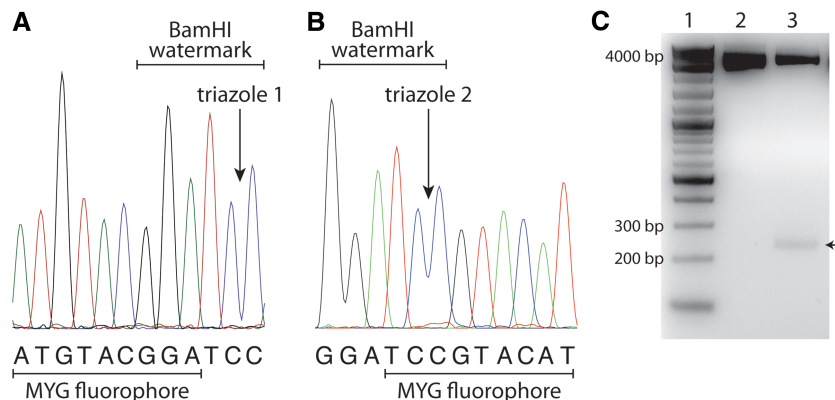 A
BamHI
watermark
triazole 1
ATGTACGGATCC
MYG fluorophore
B
BamHI
watermark
triazole 2
GGATCCGTACAT
MYG fluorophore
C
1 2 3
4000 bp
300 bp
200 bp